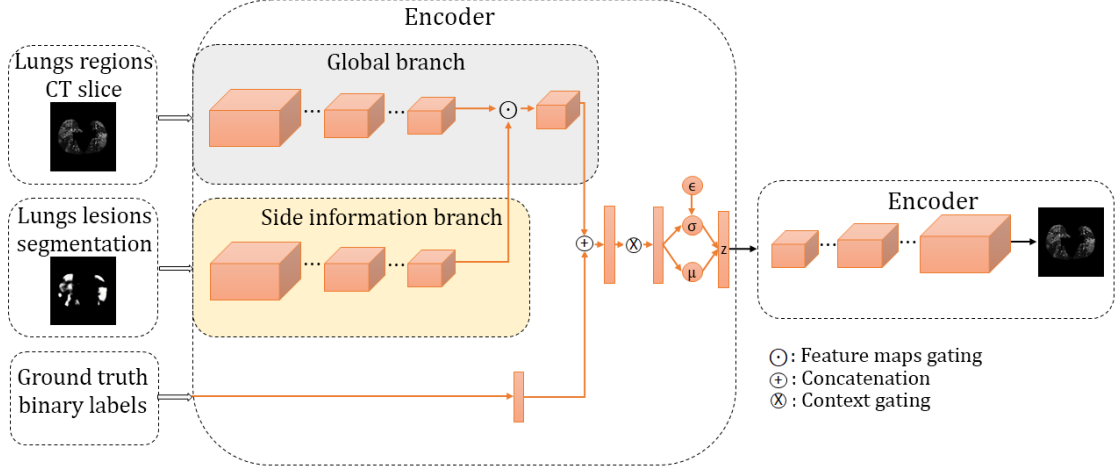 Encoder
Lungs regions
CT slice
Global branch
Lungs lesions
segmentation
Side information branch
Ground truth
binary labels
ϵ
σ
μ
z
Encoder
⊙ : Feature maps gating
⊕ : Concatenation
ⓧ : Context gating